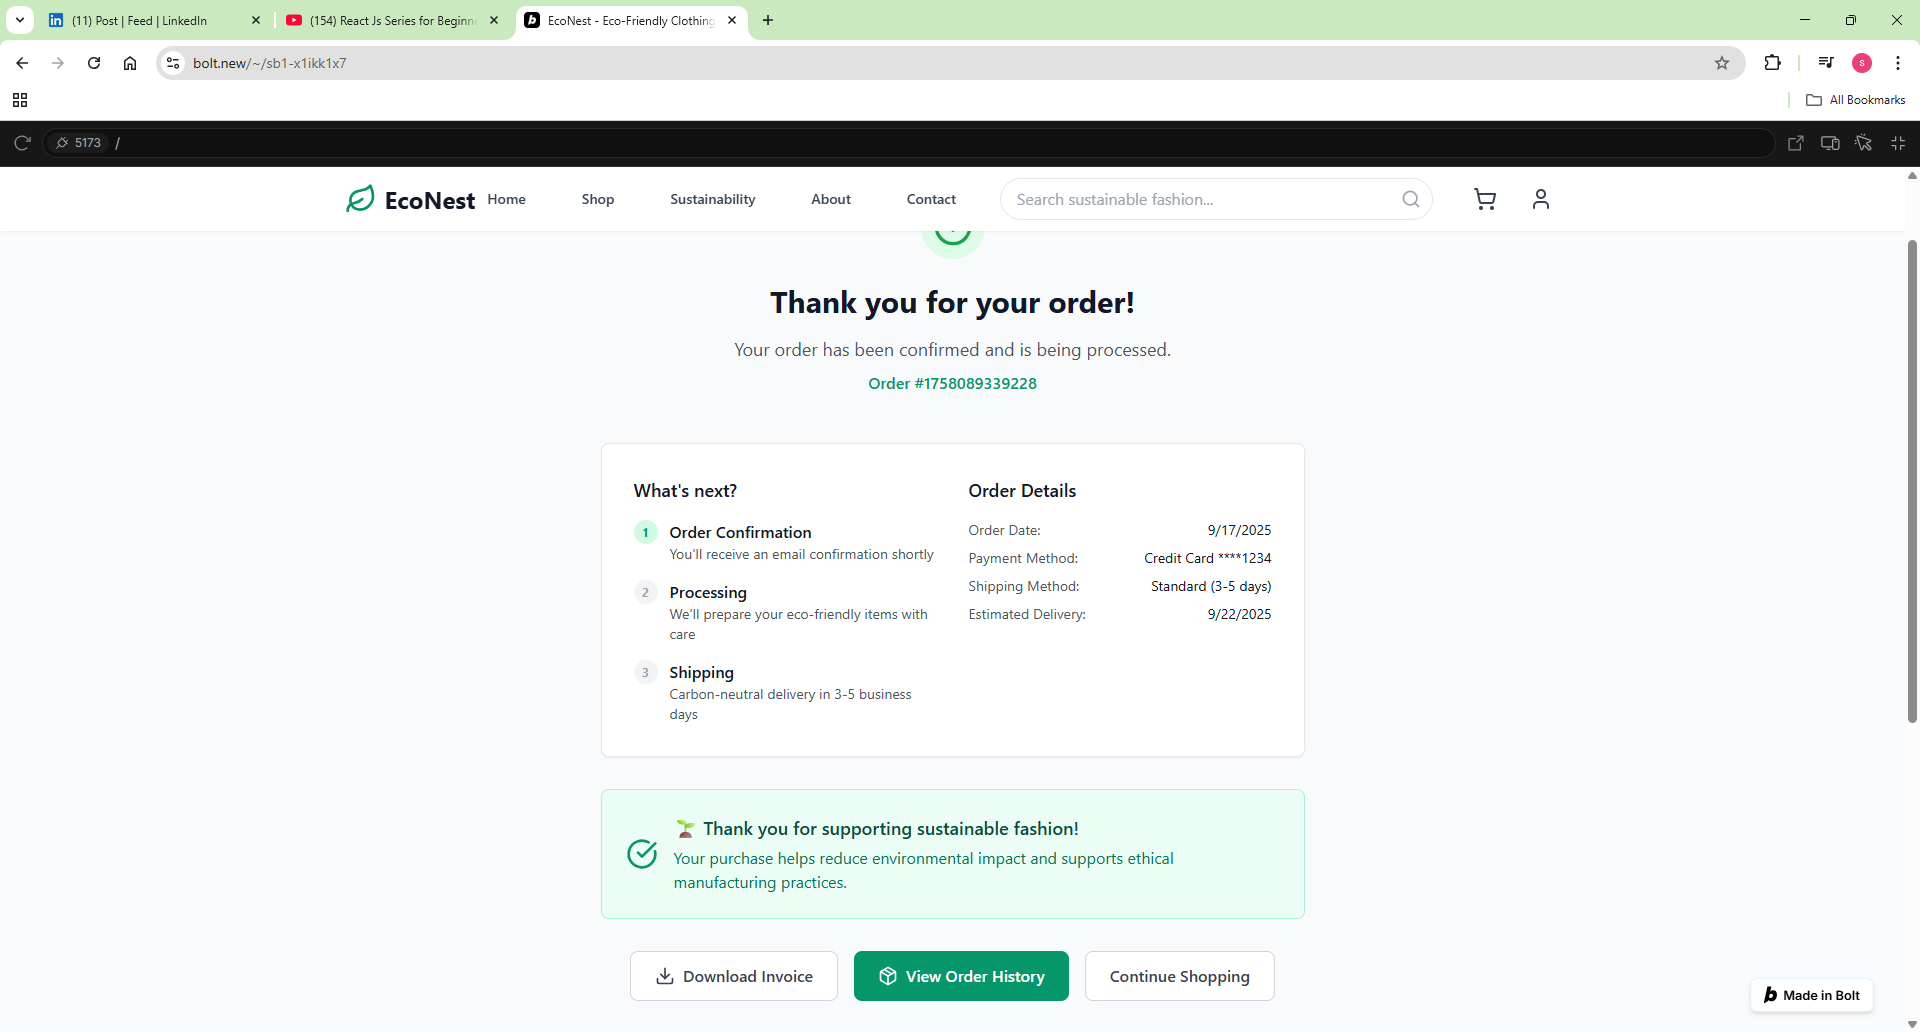 (11) Post | Feed | LinkedIn
(154) React Js Series for Beginn
EcoNest - Eco-Friendly Clothing
bolt.new/~/sb1-x1ikk1x7
S
All Bookmarks
5173 /
EcoNest
Home
Shop
Sustainability
About
Contact
Search sustainable fashion...
Thank you for your order!
Your order has been confirmed and is being processed.
Order #1758089339228
What's next?
1 Order Confirmation
You'll receive an email confirmation shortly
2 Processing
We'll prepare your eco-friendly items with
care
3 Shipping
Carbon-neutral delivery in 3-5 business
days
Order Details
Order Date: 9/17/2025
Payment Method: Credit Card ****1234
Shipping Method: Standard (3-5 days)
Estimated Delivery: 9/22/2025
🌱 Thank you for supporting sustainable fashion!
Your purchase helps reduce environmental impact and supports ethical
manufacturing practices.
Download Invoice
View Order History
Continue Shopping
b Made in Bolt